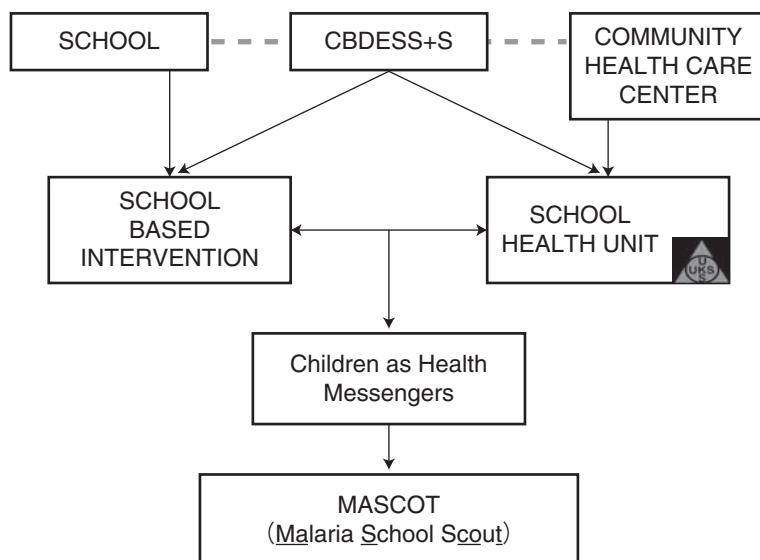 SCHOOL
CBDESS+S
COMMUNITY
HEALTH CARE
CENTER
SCHOOL
BASED
INTERVENTION
SCHOOL
HEALTH UNIT
U
UKS
S
Children as Health
Messengers
MASCOT
(Malaria School Scout)